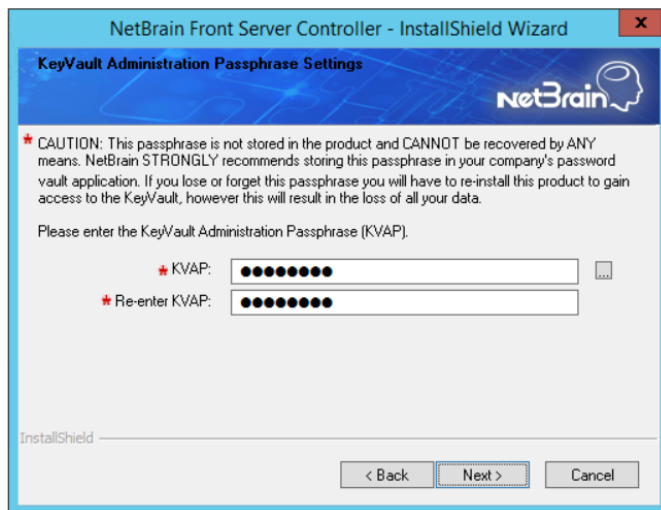 NetBrain Front Server Controller - InstallShield Wizard
x
KeyVault Administration Passphrase Settings
NetBrain
* CAUTION: This passphrase is not stored in the product and CANNOT be recovered by ANY
means. NetBrain STRONGLY recommends storing this passphrase in your company's password
vault application. If you lose or forget this passphrase you will have to re-install this product to gain
access to the KeyVault, however this will result in the loss of all your data.
Please enter the KeyVault Administration Passphrase (KVAP).
* KVAP: ●●●●●●●● ...
* Re-enter KVAP: ●●●●●●●●
InstallShield
< Back Next > Cancel